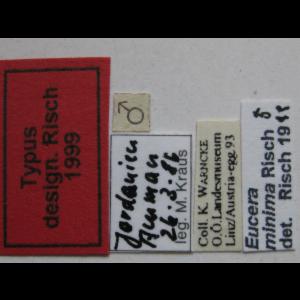 Typus
design. Risch
1999
♂
Jordanien
Amman
26.3.86
leg. M. Kraus
Coll. K. WARNCKE
O.Ö. Landesmuseum
Linz/Austria-egg 93
Eucera ♂
minima Risch
det. Risch 19